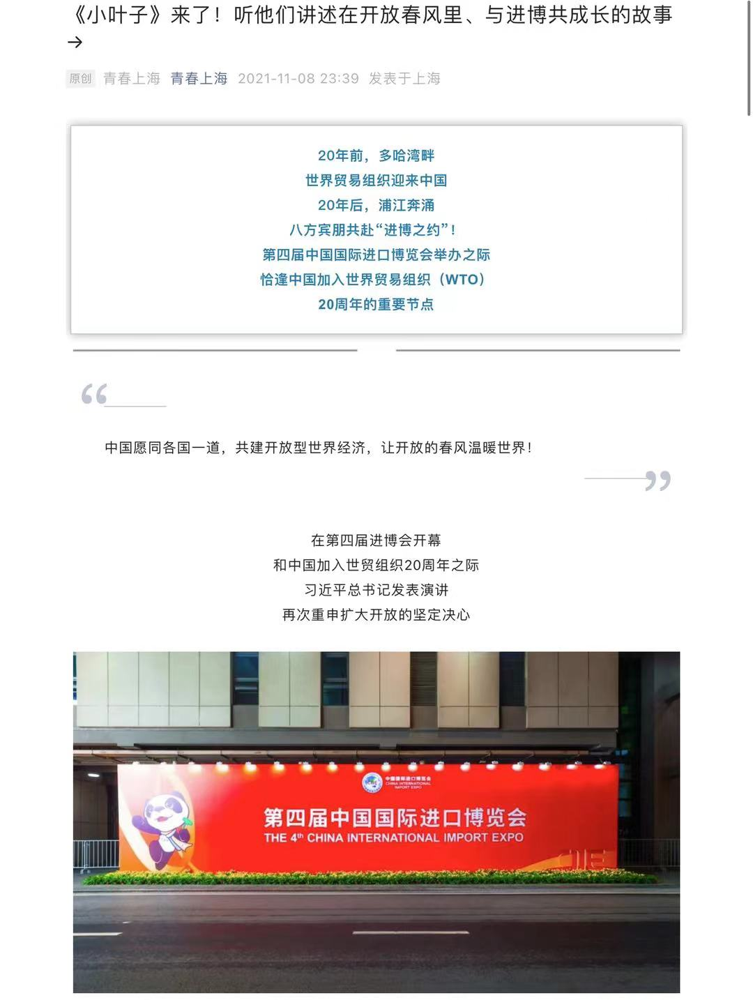 《小叶子》来了！听他们讲述在开放春风里、与进博共成长的故事
→
原创 青春上海 青春上海 2021-11-08 23:39 发表于上海
20年前，多哈湾畔
世界贸易组织迎来中国
20年后，浦江奔涌
八方宾朋共赴“进博之约”！
第四届中国国际进口博览会举办之际
恰逢中国加入世界贸易组织（WTO）
20周年的重要节点
“
中国愿同各国一道，共建开放型世界经济，让开放的春风温暖世界！
”
在第四届进博会开幕
和中国加入世贸组织20周年之际
习近平总书记发表演讲
再次重申扩大开放的坚定决心
中国国际进口博览会
CHINA INTERNATIONAL
IMPORT EXPO
第四届中国国际进口博览会
THE 4th CHINA INTERNATIONAL IMPORT EXPO